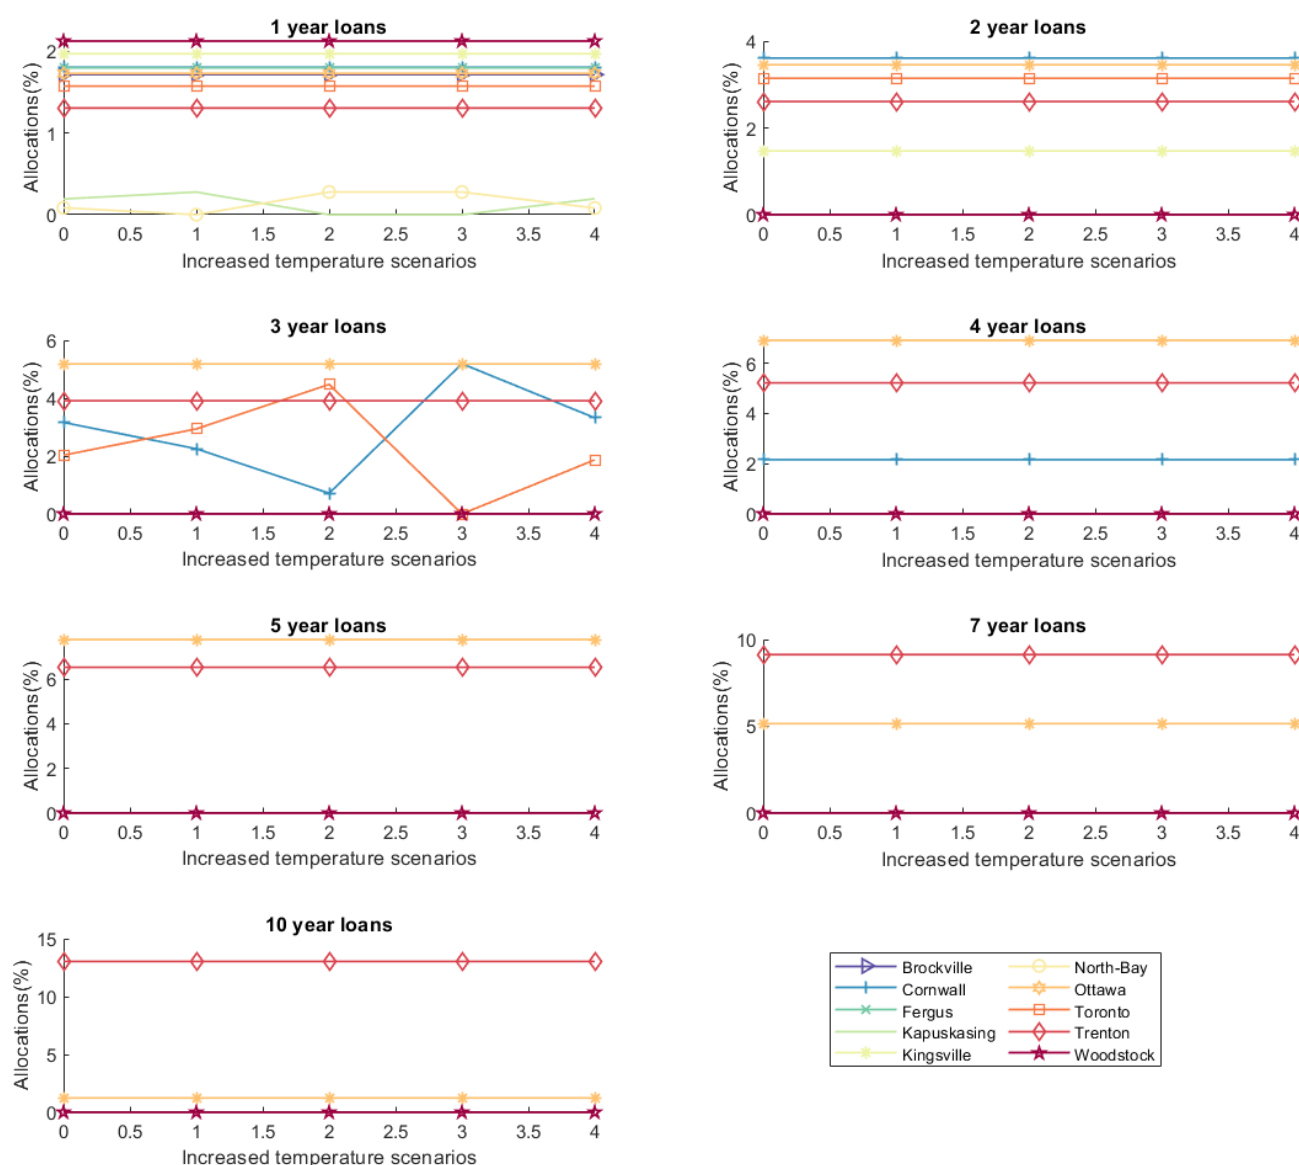 1 year loans
Allocations(%)
2
1
0
0 0.5 1 1.5 2 2.5 3 3.5 4
Increased temperature scenarios
2 year loans
Allocations(%)
4
2
0
0 0.5 1 1.5 2 2.5 3 3.5 4
Increased temperature scenarios
3 year loans
Allocations(%)
6
4
2
0
0 0.5 1 1.5 2 2.5 3 3.5 4
Increased temperature scenarios
4 year loans
Allocations(%)
6
4
2
0
0 0.5 1 1.5 2 2.5 3 3.5 4
Increased temperature scenarios
5 year loans
Allocations(%)
6
4
2
0
0 0.5 1 1.5 2 2.5 3 3.5 4
Increased temperature scenarios
7 year loans
Allocations(%)
10
5
0
0 0.5 1 1.5 2 2.5 3 3.5 4
Increased temperature scenarios
10 year loans
Allocations(%)
15
10
5
0
0 0.5 1 1.5 2 2.5 3 3.5 4
Increased temperature scenarios
Brockville
Cornwall
Fergus
Kapuskasing
Kingsville
North-Bay
Ottawa
Toronto
Trenton
Woodstock